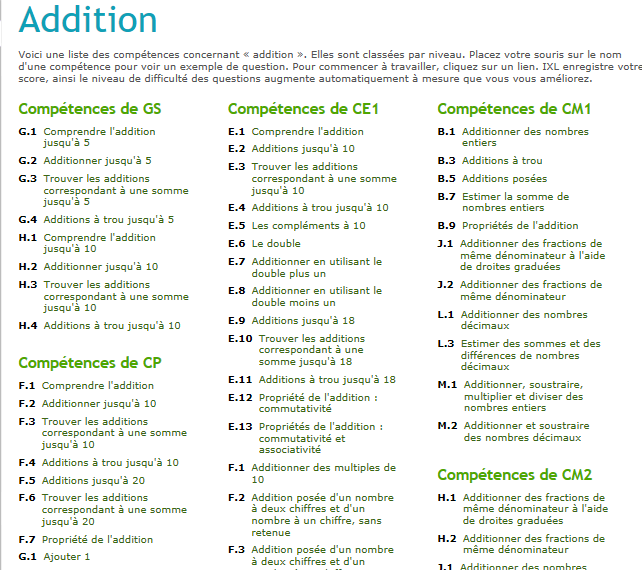 Addition
Voici une liste des compétences concernant « addition ». Elles sont classées par niveau. Placez votre souris sur le nom
d'une compétence pour voir un exemple de question. Pour commencer à travailler, cliquez sur un lien. IXL enregistre votre
score, ainsi le niveau de difficulté des questions augmente automatiquement à mesure que vous vous améliorez.
Compétences de GS
G.1 Comprendre l'addition
jusqu'à 5
G.2 Additionner jusqu'à 5
G.3 Trouver les additions
correspondant à une somme
jusqu'à 5
G.4 Additions à trou jusqu'à 5
H.1 Comprendre l'addition
jusqu'à 10
H.2 Additionner jusqu'à 10
H.3 Trouver les additions
correspondant à une somme
jusqu'à 10
H.4 Additions à trou jusqu'à 10
Compétences de CP
F.1 Comprendre l'addition
F.2 Additionner jusqu'à 10
F.3 Trouver les additions
correspondant à une somme
jusqu'à 10
F.4 Additions à trou jusqu'à 10
F.5 Additions jusqu'à 20
F.6 Trouver les additions
correspondant à une somme
jusqu'à 20
F.7 Propriété de l'addition
G.1 Ajouter 1
Compétences de CE1
E.1 Comprendre l'addition
E.2 Additions jusqu'à 10
E.3 Trouver les additions
correspondant à une somme
jusqu'à 10
E.4 Additions à trou jusqu'à 10
E.5 Les compléments à 10
E.6 Le double
E.7 Additionner en utilisant le
double plus un
E.8 Additionner en utilisant le
double moins un
E.9 Additions jusqu'à 18
E.10 Trouver les additions
correspondant à une
somme jusqu'à 18
E.11 Additions à trou jusqu'à 18
E.12 Propriété de l'addition :
commutativité
E.13 Propriétés de l'addition :
commutativité et
associativité
F.1 Additionner des multiples de
10
F.2 Addition posée d'un nombre
à deux chiffres et d'un
nombre à un chiffre, sans
retenue
F.3 Addition posée d'un nombre
à deux chiffres et d'un
Compétences de CM1
B.1 Additionner des nombres
entiers
B.3 Additions à trou
B.5 Additions posées
B.7 Estimer la somme de
nombres entiers
B.9 Propriétés de l'addition
J.1 Additionner des fractions de
même dénominateur à l'aide
de droites graduées
J.2 Additionner des fractions de
même dénominateur
L.1 Additionner des nombres
décimaux
L.3 Estimer des sommes et des
différences de nombres
décimaux
M.1 Additionner, soustraire,
multiplier et diviser des
nombres entiers
M.2 Additionner et soustraire
des nombres décimaux
Compétences de CM2
H.1 Additionner des fractions de
même dénominateur à l'aide
de droites graduées
H.2 Additionner des fractions de
même dénominateur
J.1 Additionner des nombres